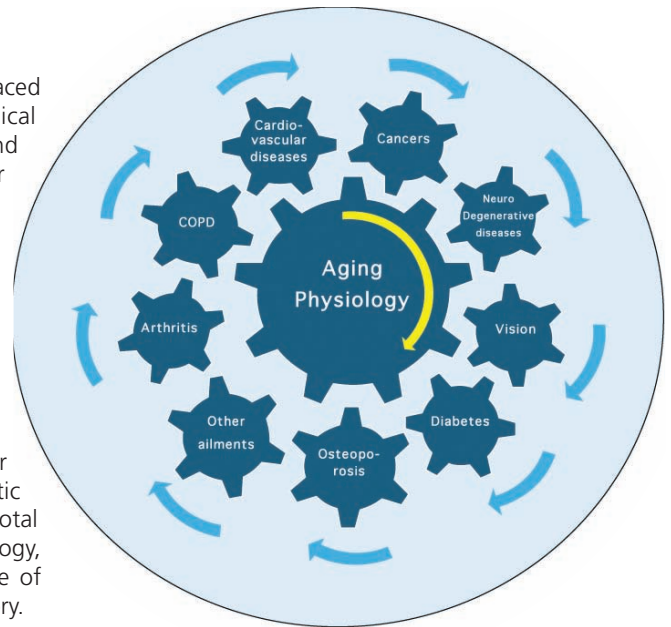 aced
ical
nd
r
Cardio-
vascular
diseases
Cancers
Neuro
Degenerative
diseases
COPD
Aging
Physiology
Arthritis
Vision
Other
ailments
Diabetes
Osteopo-
rosis
r
tic
otal
ogy,
e of
ry.